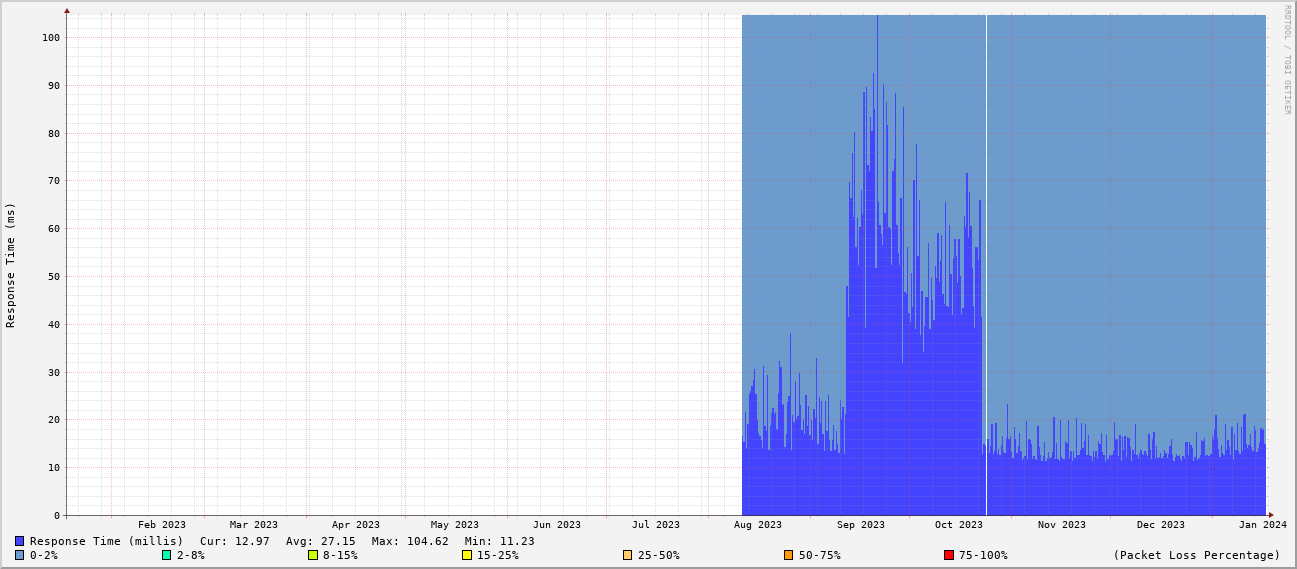 RRDTOOL / TOBI OETIKER
Response Time (ms)
100
90
80
70
60
50
40
30
20
10
0
Feb 2023 Mar 2023 Apr 2023 May 2023 Jun 2023 Jul 2023 Aug 2023 Sep 2023 Oct 2023 Nov 2023 Dec 2023 Jan 2024
Response Time (millis) Cur: 12.97 Avg: 27.15 Max: 104.62 Min: 11.23
0-2% 2-8% 8-15% 15-25% 25-50% 50-75% 75-100% (Packet Loss Percentage)